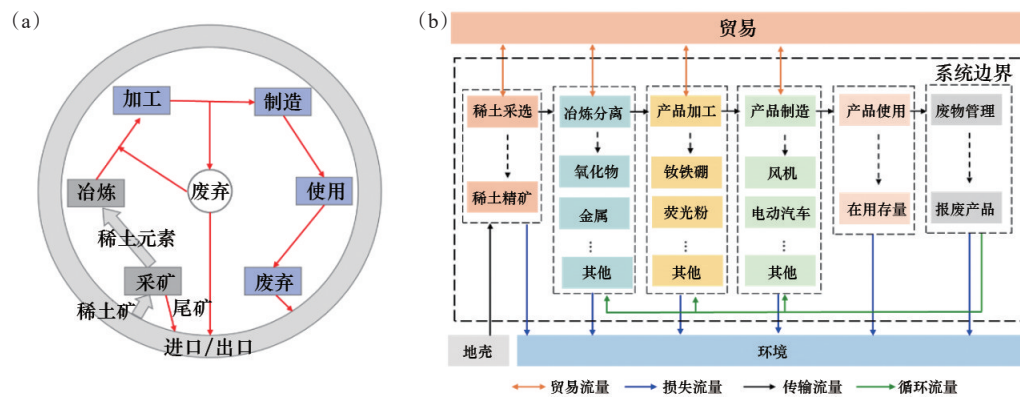 (a)
加工
制造
冶炼
废弃
使用
稀土元素
采矿
废弃
稀土矿
尾矿
进口/出口
(b)
贸易
系统边界
稀土采选
冶炼分离
产品加工
产品制造
产品使用
废物管理
稀土精矿
氧化物
钕铁硼
风机
在用存量
报废产品
金属
荧光粉
电动汽车
⋮
⋮
⋮
其他
其他
其他
地壳
环境
贸易流量
损失流量
传输流量
循环流量